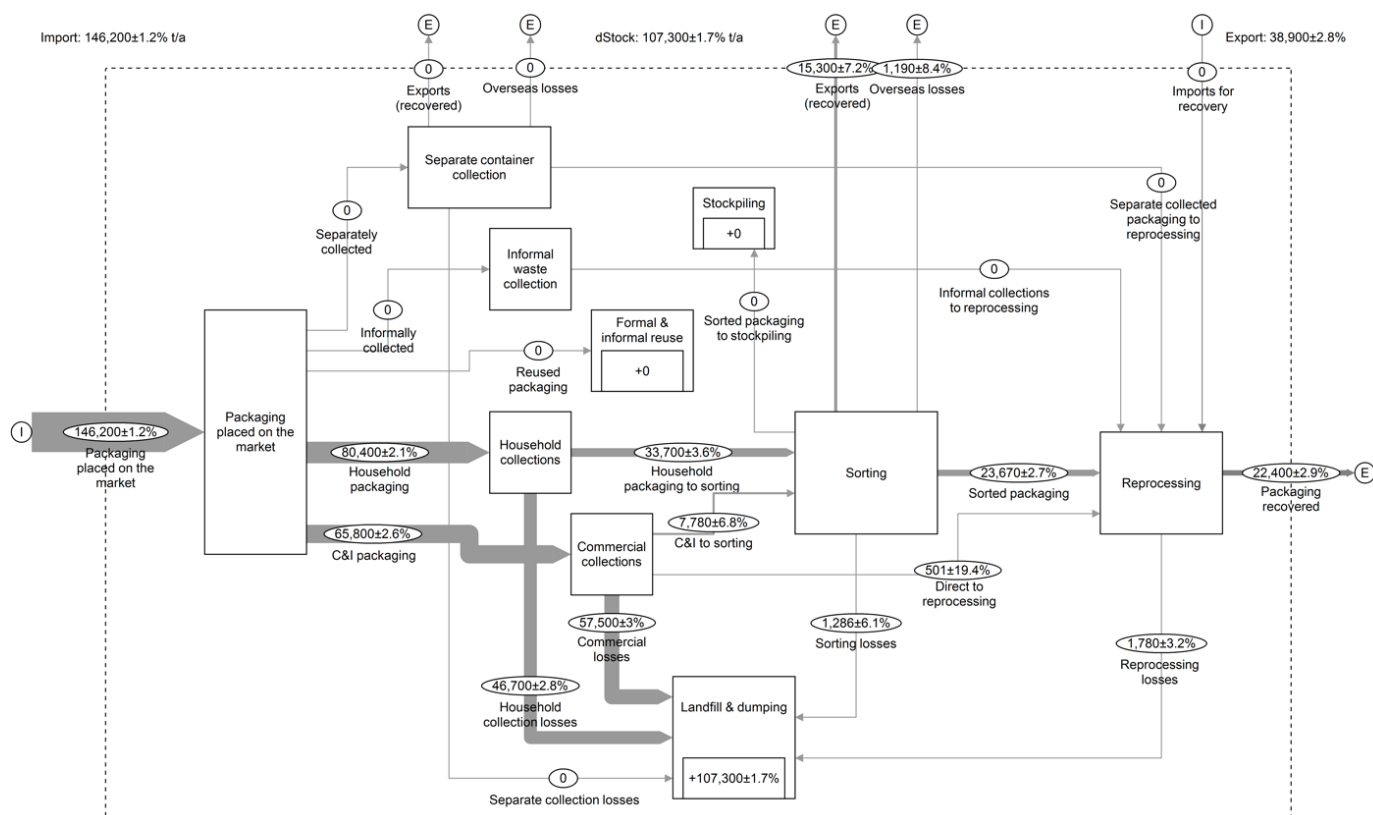 Import: 146,200±1.2% t/a
dStock: 107,300±1.7% t/a
Export: 38,900±2.8%
E
E
E
E
I
0
0
15,300±7.2%
1,190±8.4%
0
Exports
(recovered)
Overseas losses
Exports
(recovered)
Overseas losses
Imports for
recovery
Separate container
collection
0
Separately
collected
Stockpiling
+0
0
Separate collected
packaging to
reprocessing
Informal
waste
collection
0
Informal collections
to reprocessing
0
Informally
collected
0
Sorted packaging
to stockpiling
Formal &
informal reuse
+0
0
Reused
packaging
I
146,200±1.2%
Packaging
placed on the
market
Packaging
placed on the
market
80,400±2.1%
Household
packaging
Household
collections
33,700±3.6%
Household
packaging to sorting
Sorting
23,670±2.7%
Sorted packaging
Reprocessing
22,400±2.9%
Packaging
recovered
E
65,800±2.6%
C&I packaging
Commercial
collections
7,780±6.8%
C&I to sorting
501±19.4%
Direct to
reprocessing
57,500±3%
Commercial
losses
1,286±6.1%
Sorting losses
1,780±3.2%
Reprocessing
losses
46,700±2.8%
Household
collection losses
Landfill & dumping
+107,300±1.7%
0
Separate collection losses